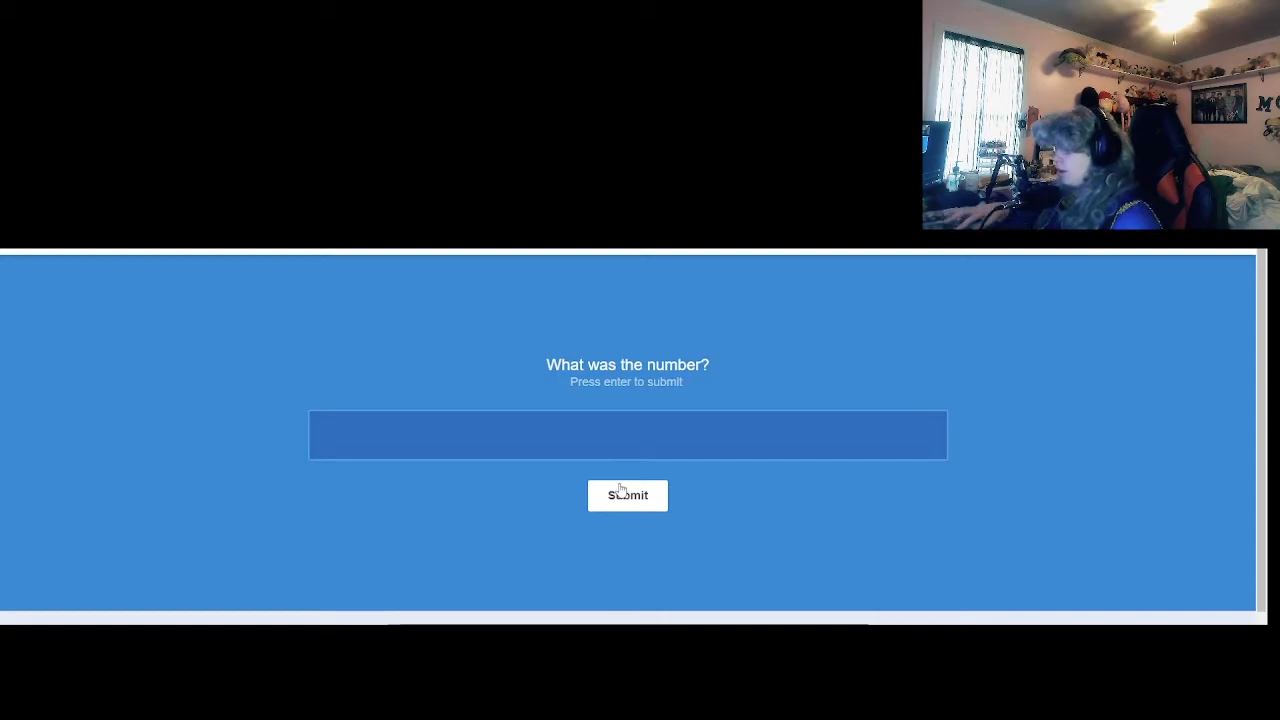 What was the number?
Press enter to submit
Submit